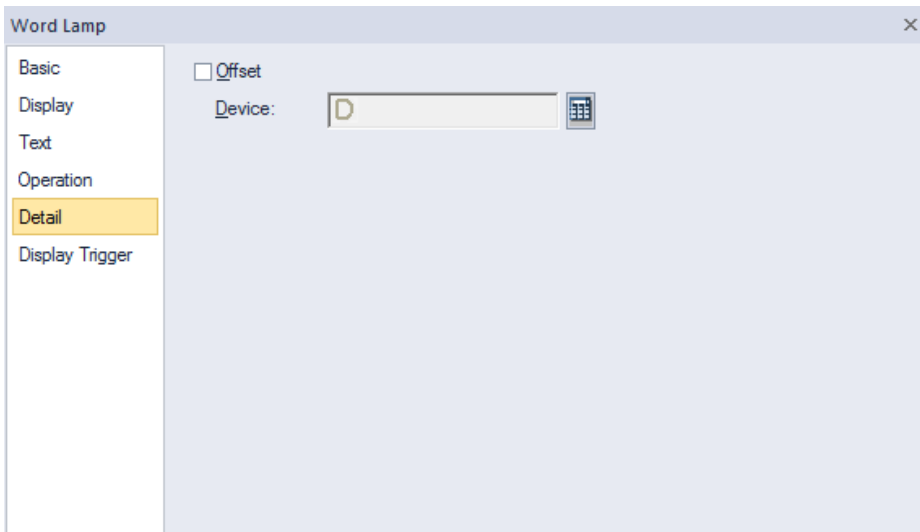 Word Lamp
Basic
Display
Text
Operation
Detail
Display Trigger
Offset
Device:
D